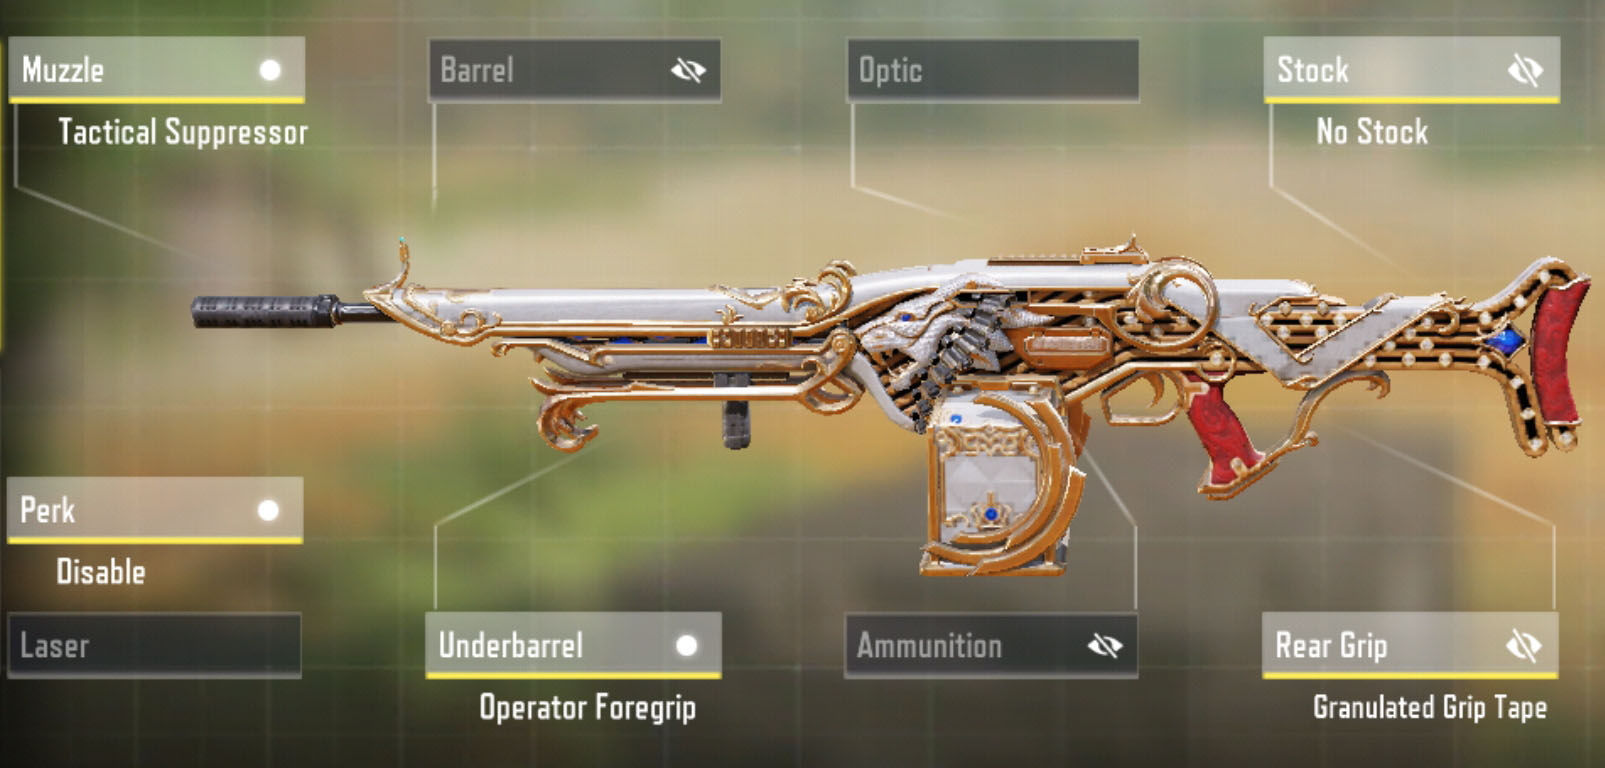 Muzzle
Barrel
Optic
Stock
Tactical Suppressor
No Stock
Perk
Disable
Laser
Underbarrel
Ammunition
Rear Grip
Operator Foregrip
Granulated Grip Tape